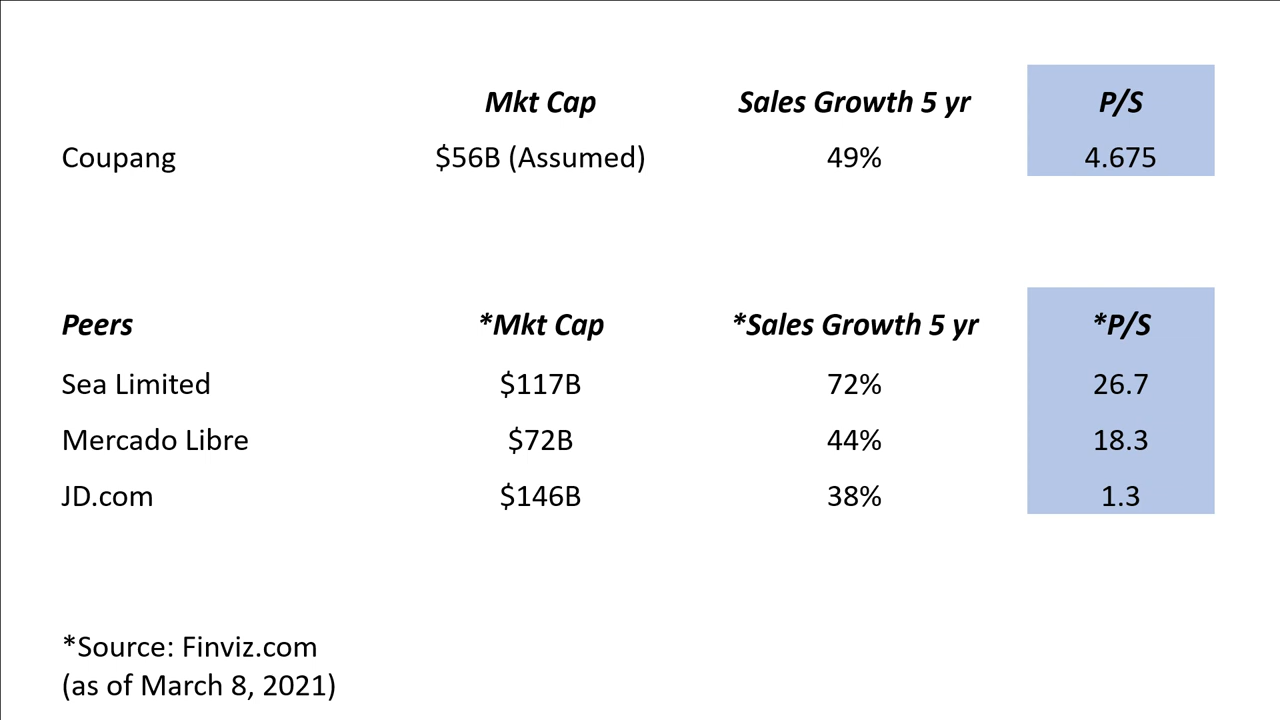 Mkt Cap Sales Growth 5 yr P/S
Coupang $56B (Assumed) 49% 4.675
Peers *Mkt Cap *Sales Growth 5 yr *P/S
Sea Limited $117B 72% 26.7
Mercado Libre $72B 44% 18.3
JD.com $146B 38% 1.3
*Source: Finviz.com
(as of March 8, 2021)